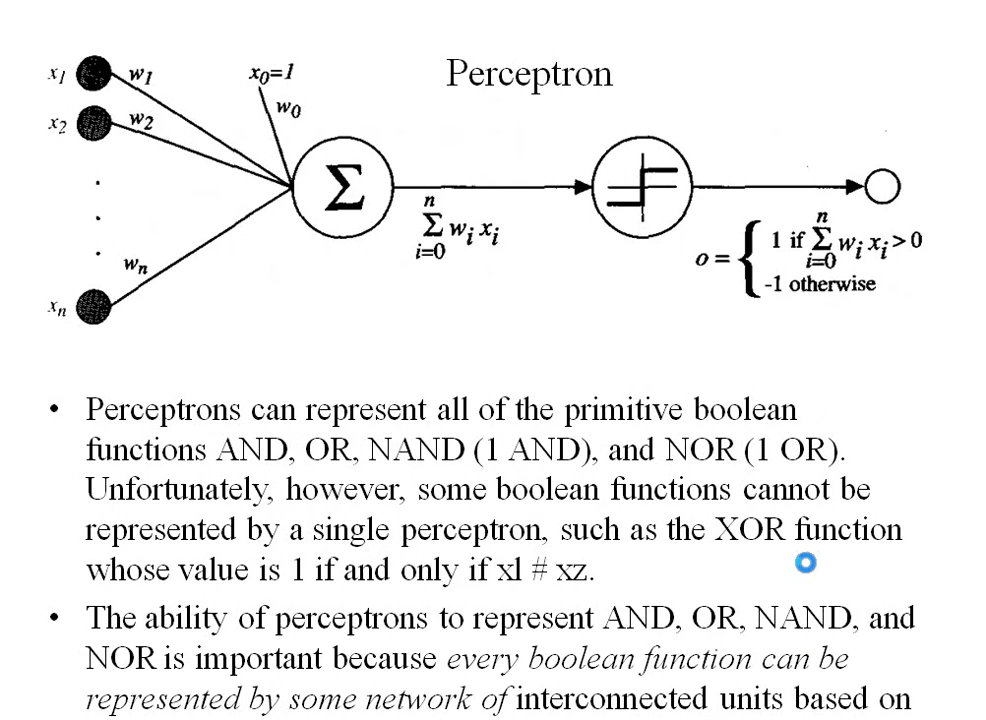 Perceptron
x1
w1
x2
w2
.
.
.
wn
xn
x0=1
w0
Σ
n
Σ wi xi
i=0
o = { 1 if Σ wi xi > 0
n
i=0
-1 otherwise
• Perceptrons can represent all of the primitive boolean
functions AND, OR, NAND (1 AND), and NOR (1 OR).
Unfortunately, however, some boolean functions cannot be
represented by a single perceptron, such as the XOR function
whose value is 1 if and only if xl # xz.
• The ability of perceptrons to represent AND, OR, NAND, and
NOR is important because every boolean function can be
represented by some network of interconnected units based on